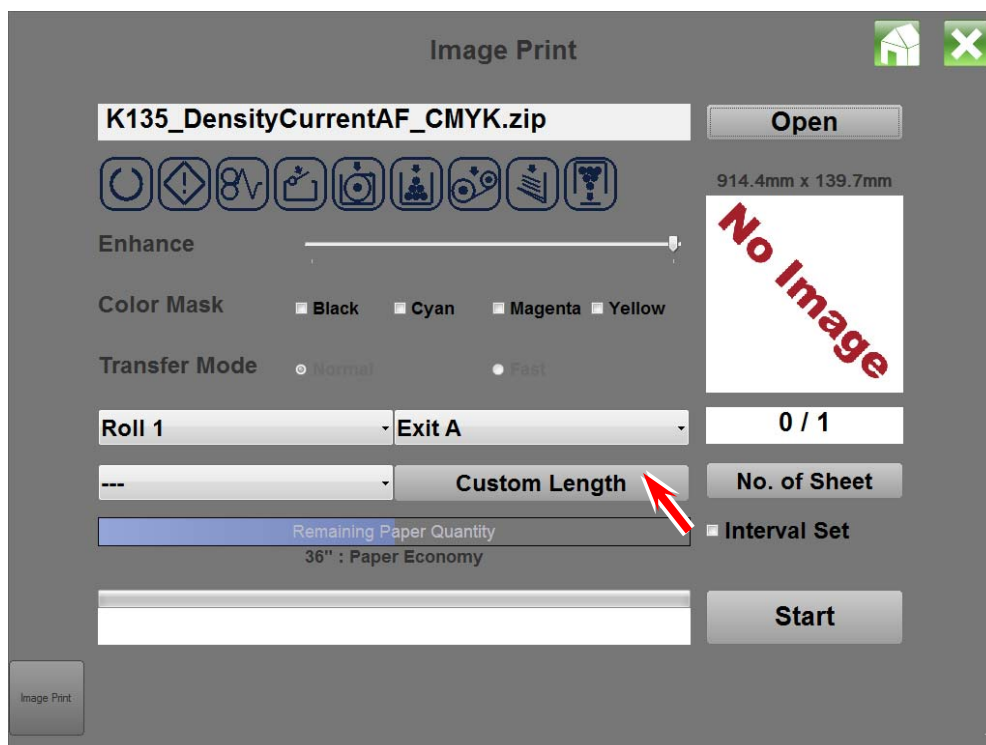 Image Print
K135_DensityCurrentAF_CMYK.zip
Open
914.4mm x 139.7mm
No Image
Enhance
Color Mask
Black
Cyan
Magenta
Yellow
Transfer Mode
Normal
Fast
Roll 1
Exit A
0 / 1
---
Custom Length
No. of Sheet
Remaining Paper Quantity
Interval Set
36" : Paper Economy
Start
Image Print